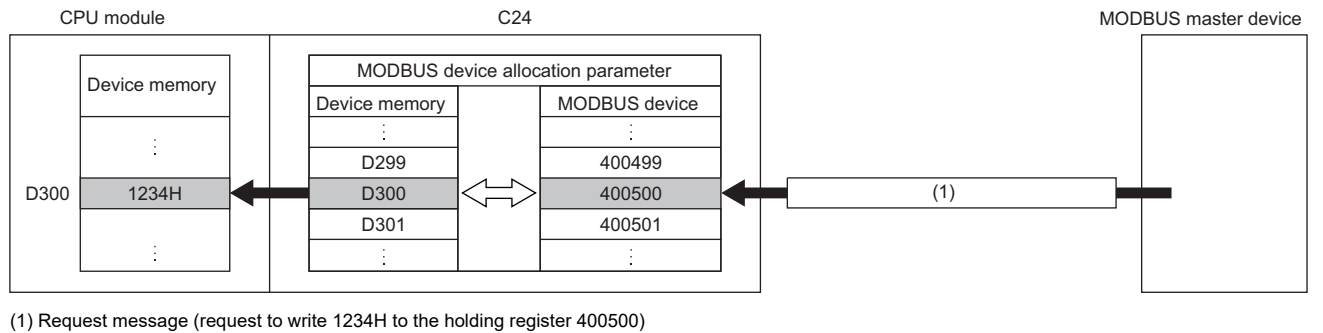 CPU module
C24
MODBUS master device
Device memory
MODBUS device allocation parameter
Device memory
MODBUS device
D299
400499
D300
1234H
D300
400500
(1)
D301
400501
(1) Request message (request to write 1234H to the holding register 400500)